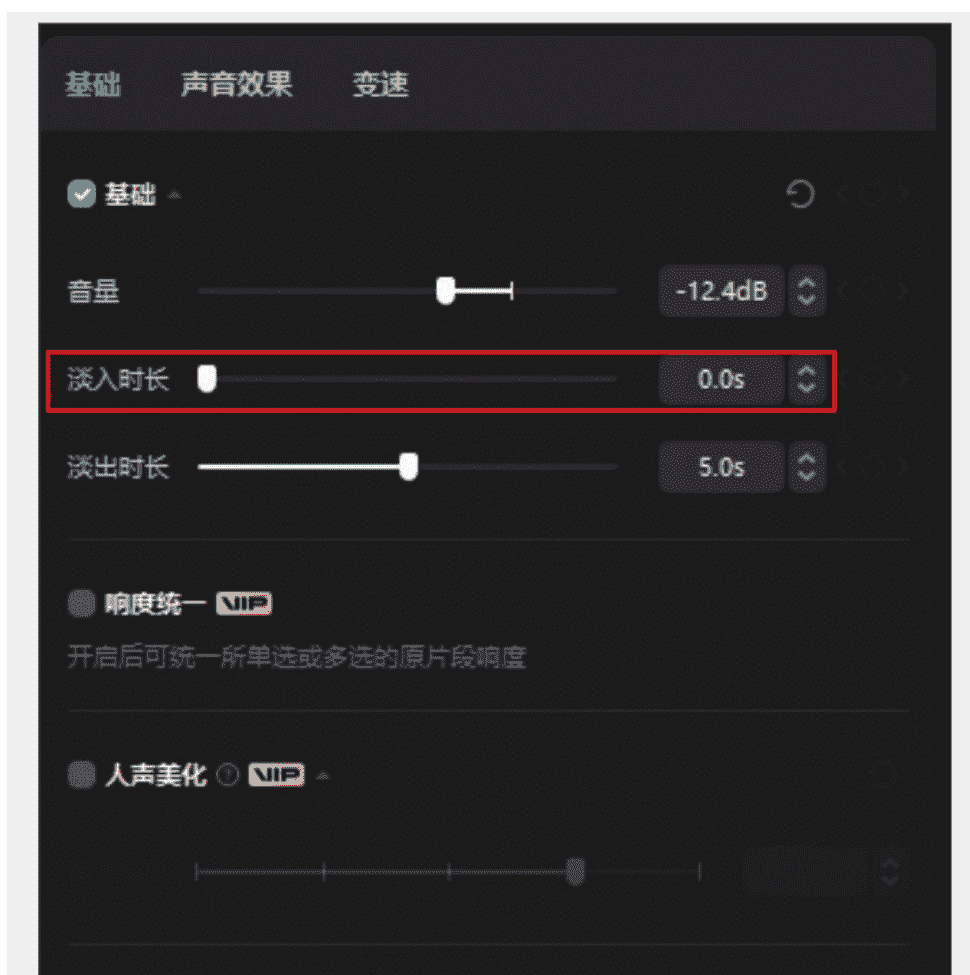 基础 声音效果 变速
基础
音量 -12.4dB
淡入时长 0.0s
淡出时长 5.0s
响度统一 VIP
开启后可统一所单选或多选的原片段响度
人声美化 ? VIP